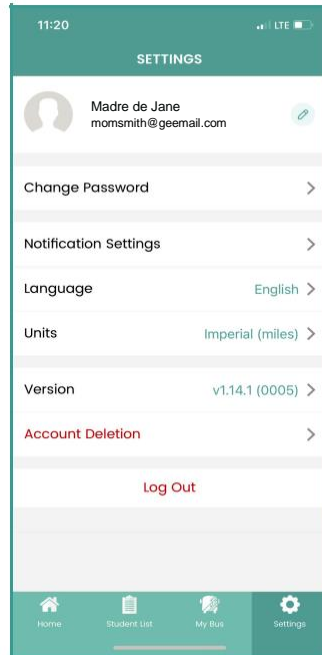 11:20
LTE
SETTINGS
Madre de Jane
momsmith@geemail.com
Change Password
Notification Settings
Language English
Units Imperial (miles)
Version v1.14.1 (0005)
Account Deletion
Log Out
Home Student List My Bus Settings